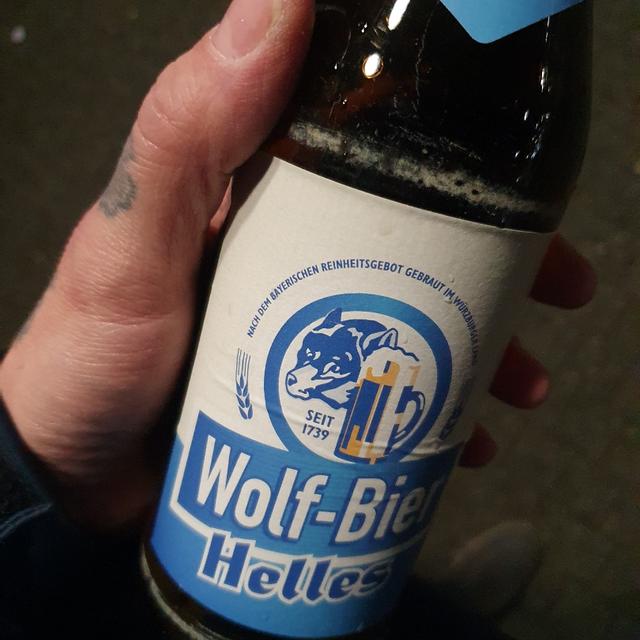 NACH DEM BAYERISCHEN REINHEITSGEBOT GEBRAUT IM
SEIT
1739
Wolf-Bier
Helles